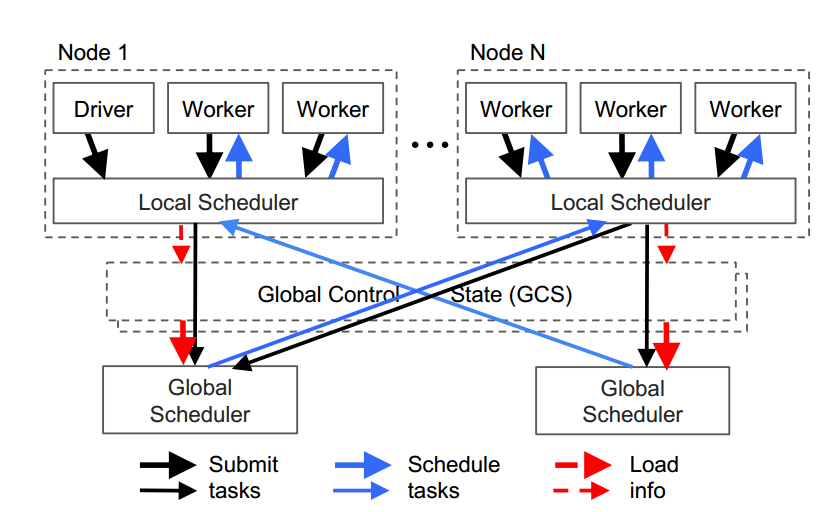 Node 1
Node N
Driver
Worker
Worker
Worker
Worker
Worker
Local Scheduler
Local Scheduler
Global Control State (GCS)
Global
Scheduler
Global
Scheduler
Submit
tasks
Schedule
tasks
Load
info